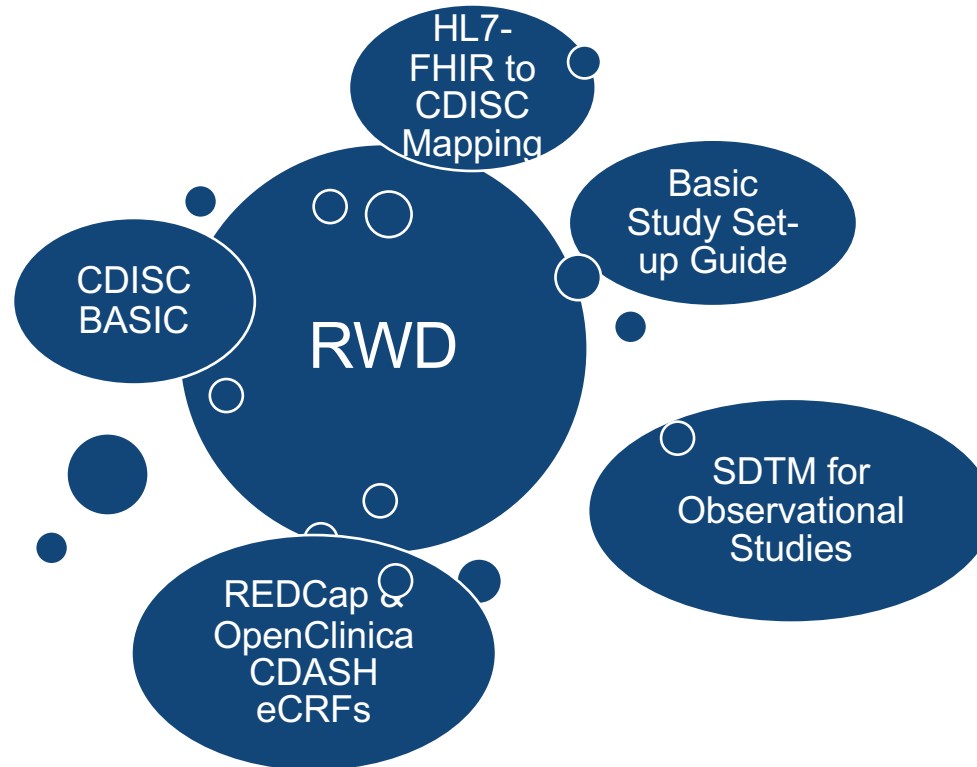 HL7-
FHIR to
CDISC
Mapping
Basic
Study Set-
up Guide
CDISC
BASIC
RWD
SDTM for
Observational
Studies
REDCap &
OpenClinica
CDASH
eCRFs